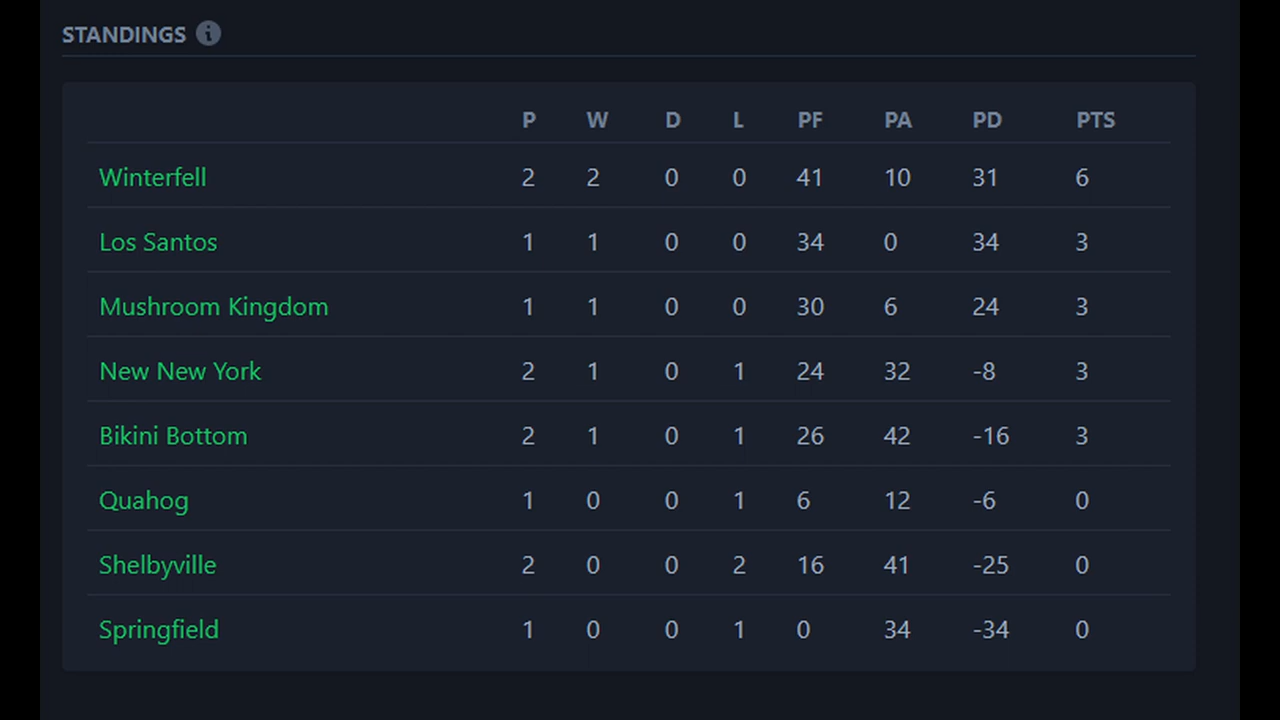 STANDINGS
P W D L PF PA PD PTS
Winterfell 2 2 0 0 41 10 31 6
Los Santos 1 1 0 0 34 0 34 3
Mushroom Kingdom 1 1 0 0 30 6 24 3
New New York 2 1 0 1 24 32 -8 3
Bikini Bottom 2 1 0 1 26 42 -16 3
Quahog 1 0 0 1 6 12 -6 0
Shelbyville 2 0 0 2 16 41 -25 0
Springfield 1 0 0 1 0 34 -34 0